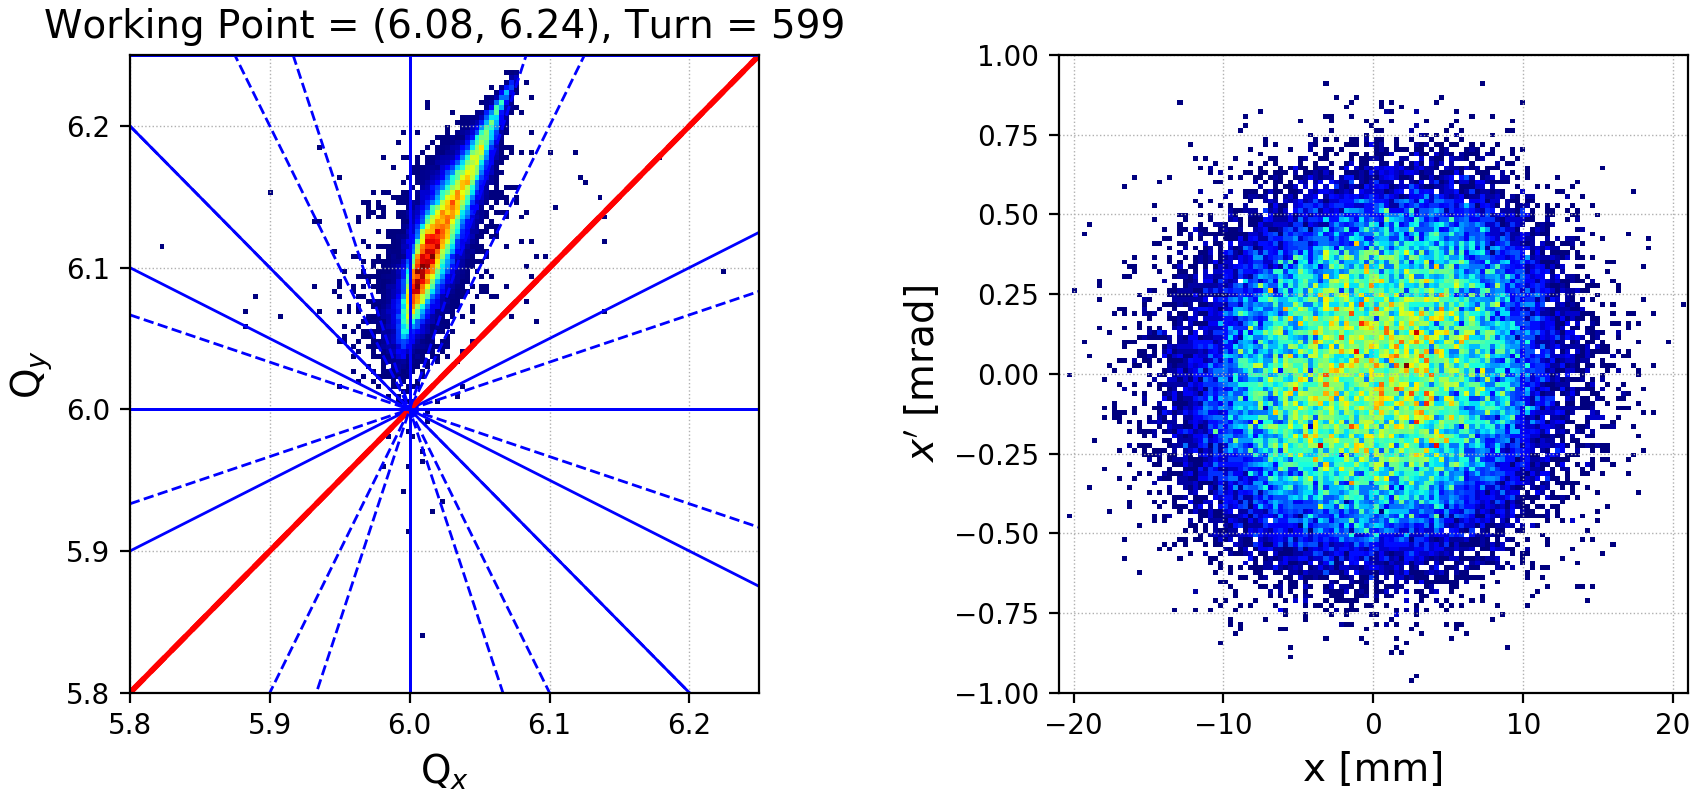 Working Point = (6.08, 6.24), Turn = 599
6.2
6.1
6.0
5.9
5.8
Qy
5.8 5.9 6.0 6.1 6.2
Qx
1.00
0.75
0.50
0.25
0.00
−0.25
−0.50
−0.75
−1.00
x′ [mrad]
−20 −10 0 10 20
x [mm]